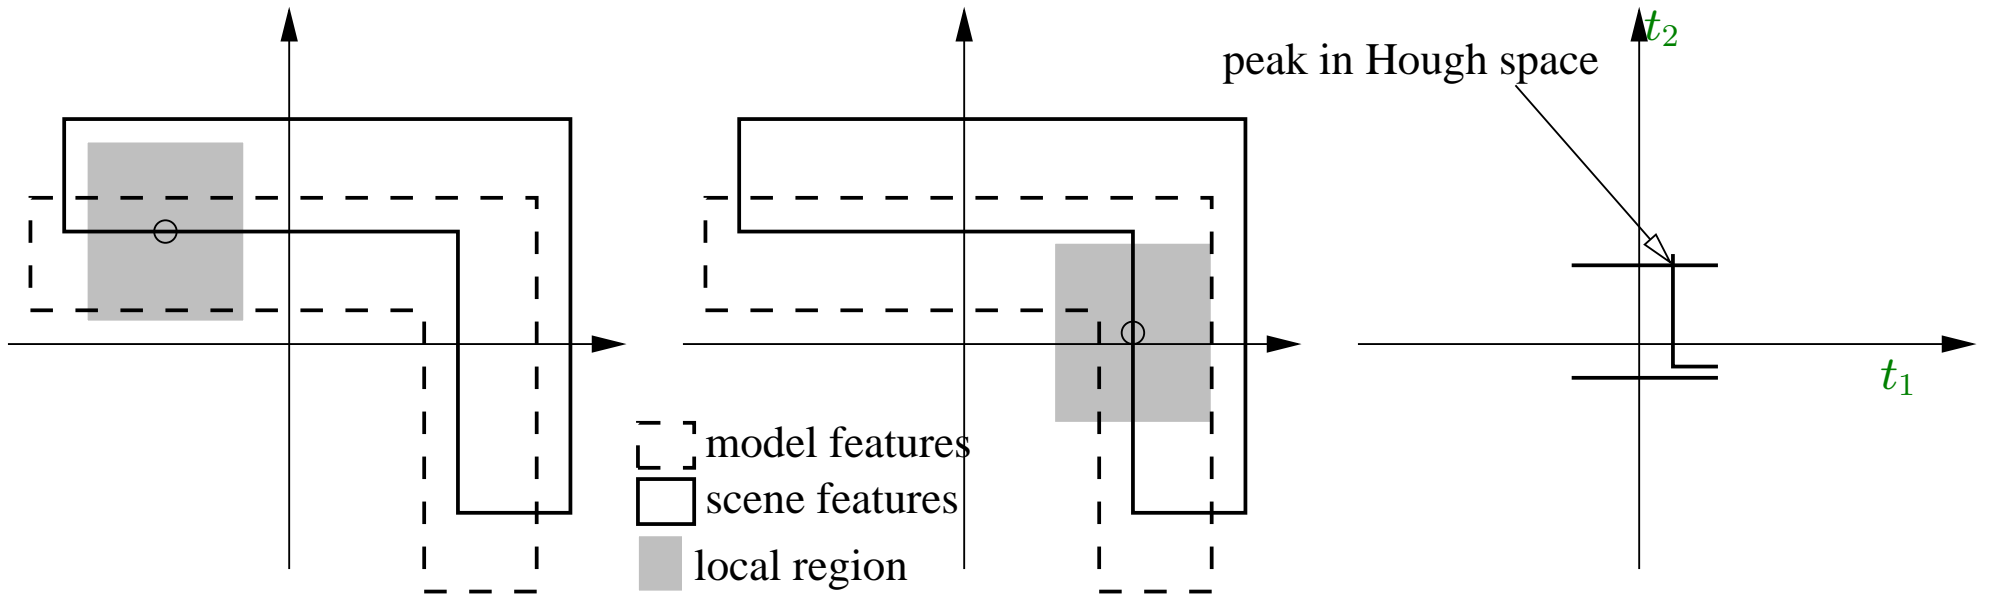 t₂
peak in Hough space
t₁
model features
scene features
local region